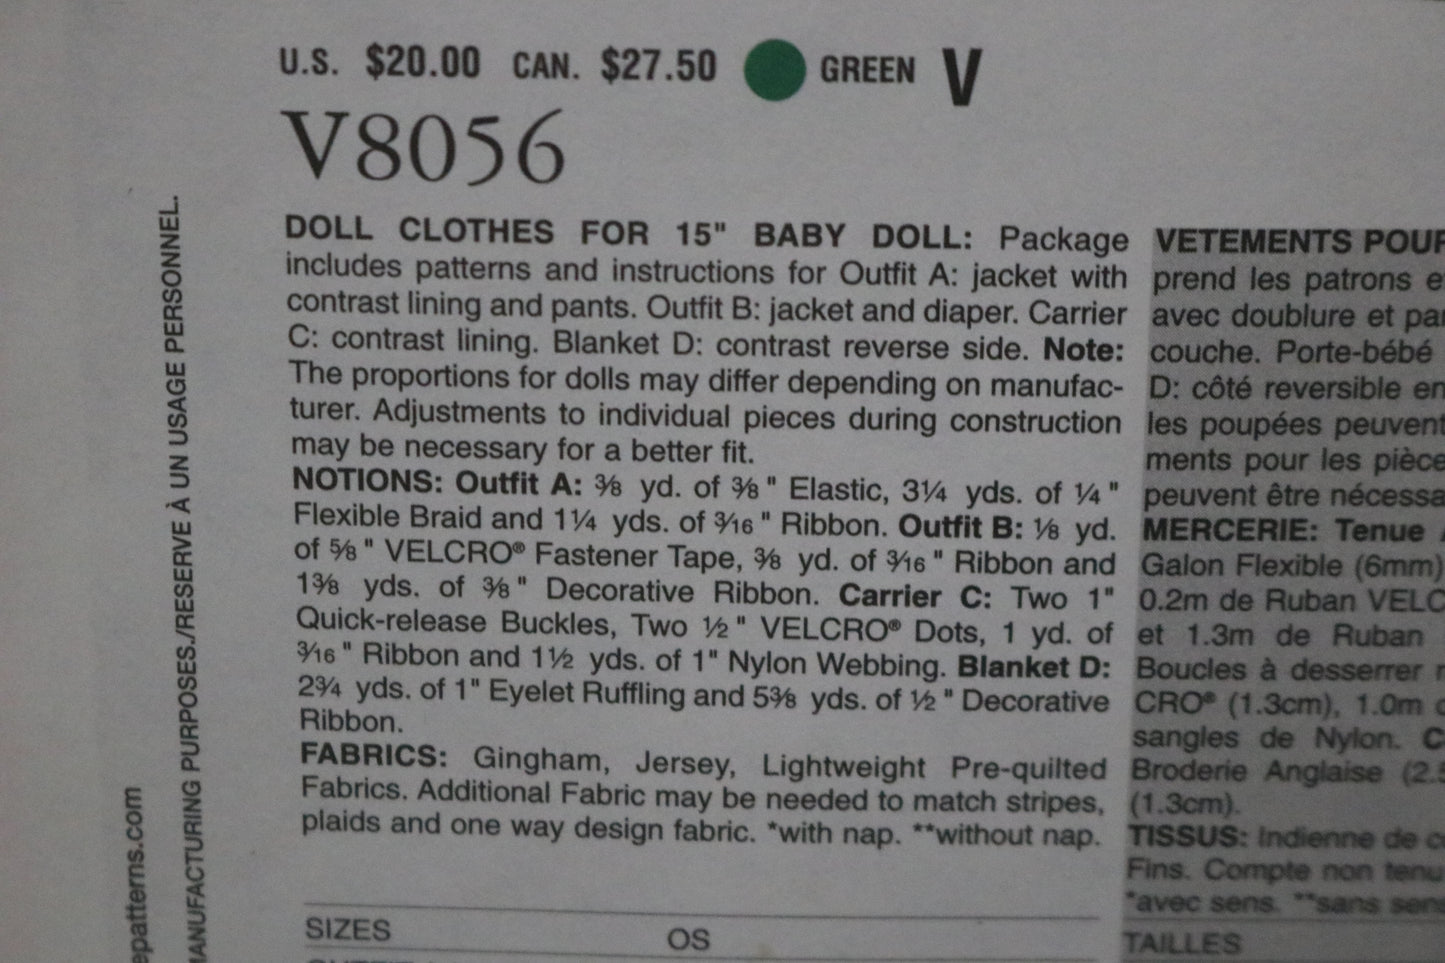 U.S. $20.00 CAN. $27.50 GREEN V
V8056
DOLL CLOTHES FOR 15" BABY DOLL: Package
includes patterns and instructions for Outfit A: jacket with
contrast lining and pants. Outfit B: jacket and diaper. Carrier
C: contrast lining. Blanket D: contrast reverse side. Note:
The proportions for dolls may differ depending on manufac-
turer. Adjustments to individual pieces during construction
may be necessary for a better fit.
NOTIONS: Outfit A: ⅜ yd. of ⅜" Elastic, 3¼ yds. of ¼"
Flexible Braid and 1¼ yds. of 3/16" Ribbon. Outfit B: ⅛ yd.
of ⅝" VELCRO® Fastener Tape, ⅜ yd. of 3/16" Ribbon and
1⅜ yds. of ⅜" Decorative Ribbon. Carrier C: Two 1"
Quick-release Buckles, Two ½" VELCRO® Dots, 1 yd. of
3/16" Ribbon and 1½ yds. of 1" Nylon Webbing. Blanket D:
2¾ yds. of 1" Eyelet Ruffling and 5⅜ yds. of ½" Decorative
Ribbon.
FABRICS: Gingham, Jersey, Lightweight Pre-quilted
Fabrics. Additional Fabric may be needed to match stripes,
plaids and one way design fabric. *with nap. **without nap.
SIZES OS
VETEMENTS POUR
prend les patrons e
avec doublure et pa
couche. Porte-bébé
D: côté reversible en
les poupées peuvent
ments pour les pièce
peuvent être nécessa
MERCERIE: Tenue
Galon Flexible (6mm)
0.2m de Ruban VELC
et 1.3m de Ruban
Boucles à desserrer
CRO® (1.3cm), 1.0m
sangles de Nylon. C
Broderie Anglaise (2.5
(1.3cm).
TISSUS: Indienne de c
Fins. Compte non tenu
*avec sens. **sans sens
TAILLES
epatterns.com
MANUFACTURING PURPOSES./RESERVE À UN USAGE PERSONNEL.